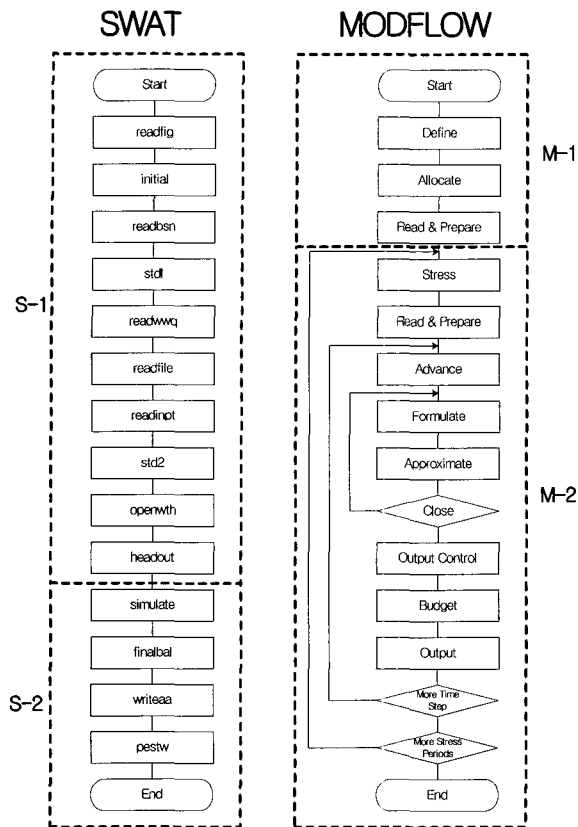 SWAT
Start
readfig
initial
readbsn
stdf
readwwq
readfile
readinpt
std2
openwth
headout
simulate
finalbal
writeaa
pestw
End
S-1
S-2
MODFLOW
Start
Define
Allocate
Read & Prepare
Stress
Read & Prepare
Advance
Formulate
Approximate
Close
Output Control
Budget
Output
More Time
Step
More Stress
Periods
End
M-1
M-2